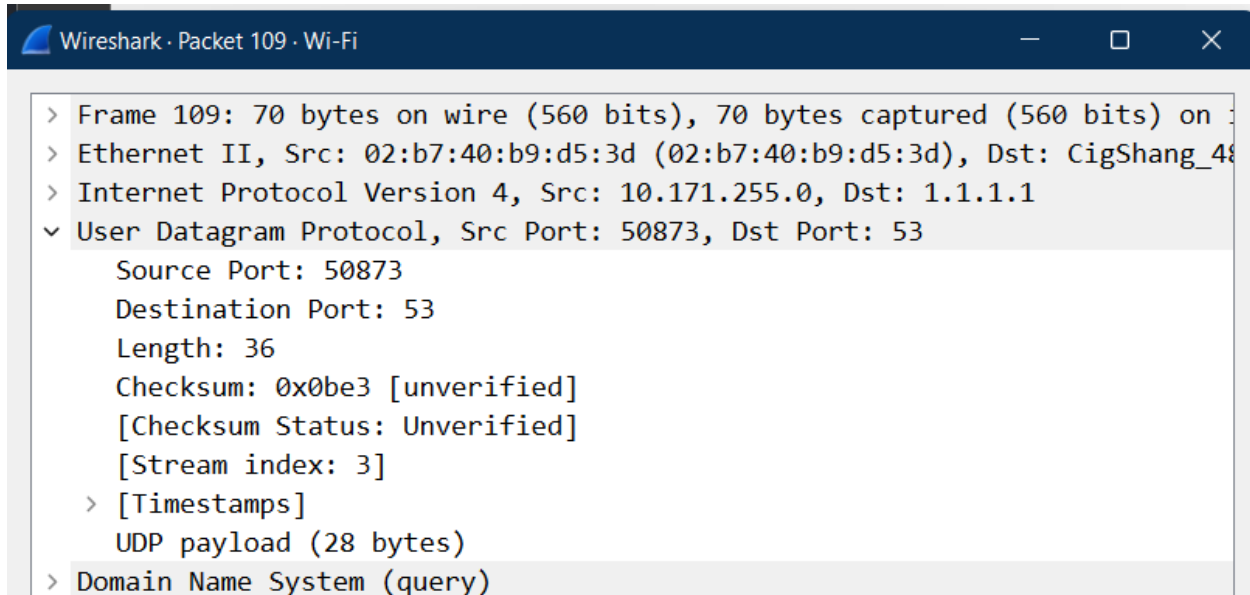 Wireshark · Packet 109 · Wi-Fi
Frame 109: 70 bytes on wire (560 bits), 70 bytes captured (560 bits) on
Ethernet II, Src: 02:b7:40:b9:d5:3d (02:b7:40:b9:d5:3d), Dst: CigShang_48
Internet Protocol Version 4, Src: 10.171.255.0, Dst: 1.1.1.1
User Datagram Protocol, Src Port: 50873, Dst Port: 53
Source Port: 50873
Destination Port: 53
Length: 36
Checksum: 0x0be3 [unverified]
[Checksum Status: Unverified]
[Stream index: 3]
[Timestamps]
UDP payload (28 bytes)
Domain Name System (query)